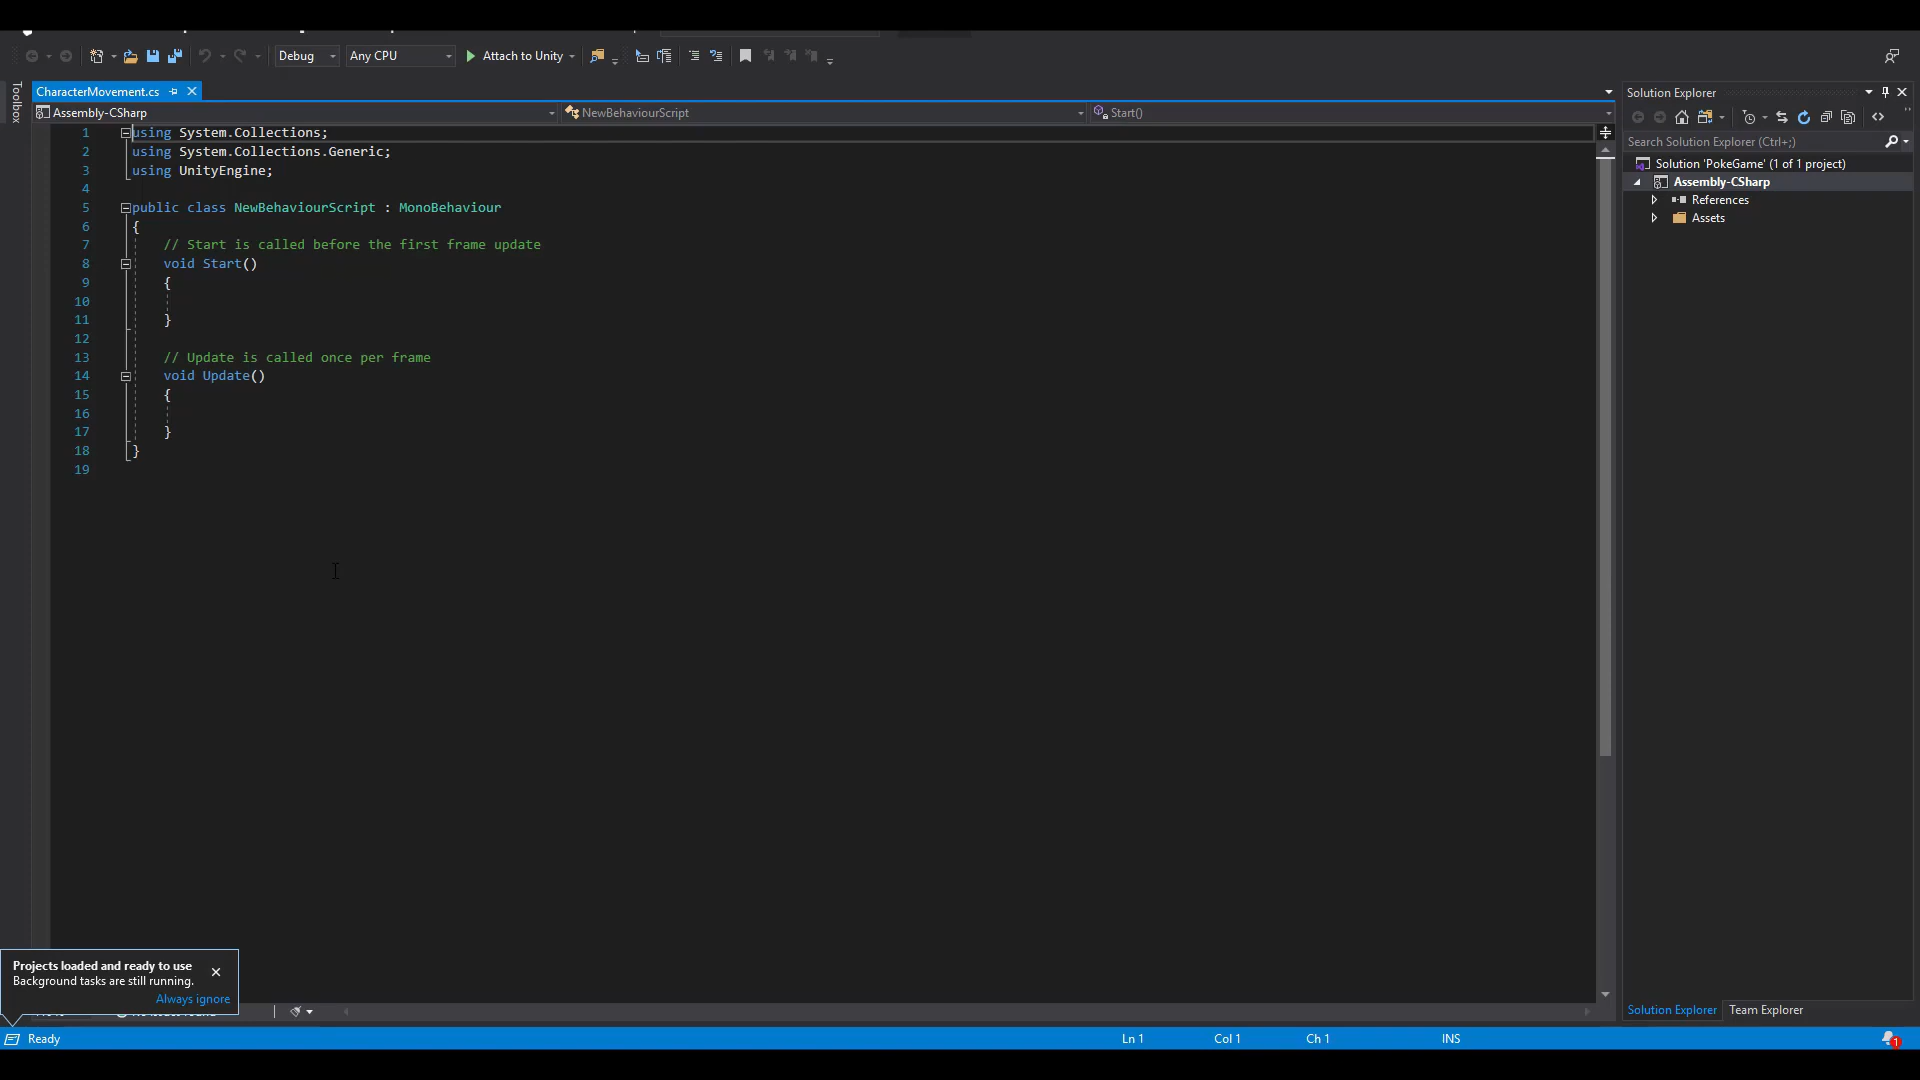 Debug
Any CPU
Attach to Unity
Toolbox
CharacterMovement.cs
Assembly-CSharp
NewBehaviourScript
Start()
1 using System.Collections;
2 using System.Collections.Generic;
3 using UnityEngine;
4
5 public class NewBehaviourScript : MonoBehaviour
6 {
7 // Start is called before the first frame update
8 void Start()
9 {
10
11 }
12
13 // Update is called once per frame
14 void Update()
15 {
16
17 }
18 }
19
Solution Explorer
Search Solution Explorer (Ctrl+;)
Solution 'PokeGame' (1 of 1 project)
Assembly-CSharp
References
Assets
Solution Explorer
Team Explorer
Projects loaded and ready to use
Background tasks are still running.
Always ignore
Ready
Ln 1
Col 1
Ch 1
INS
1